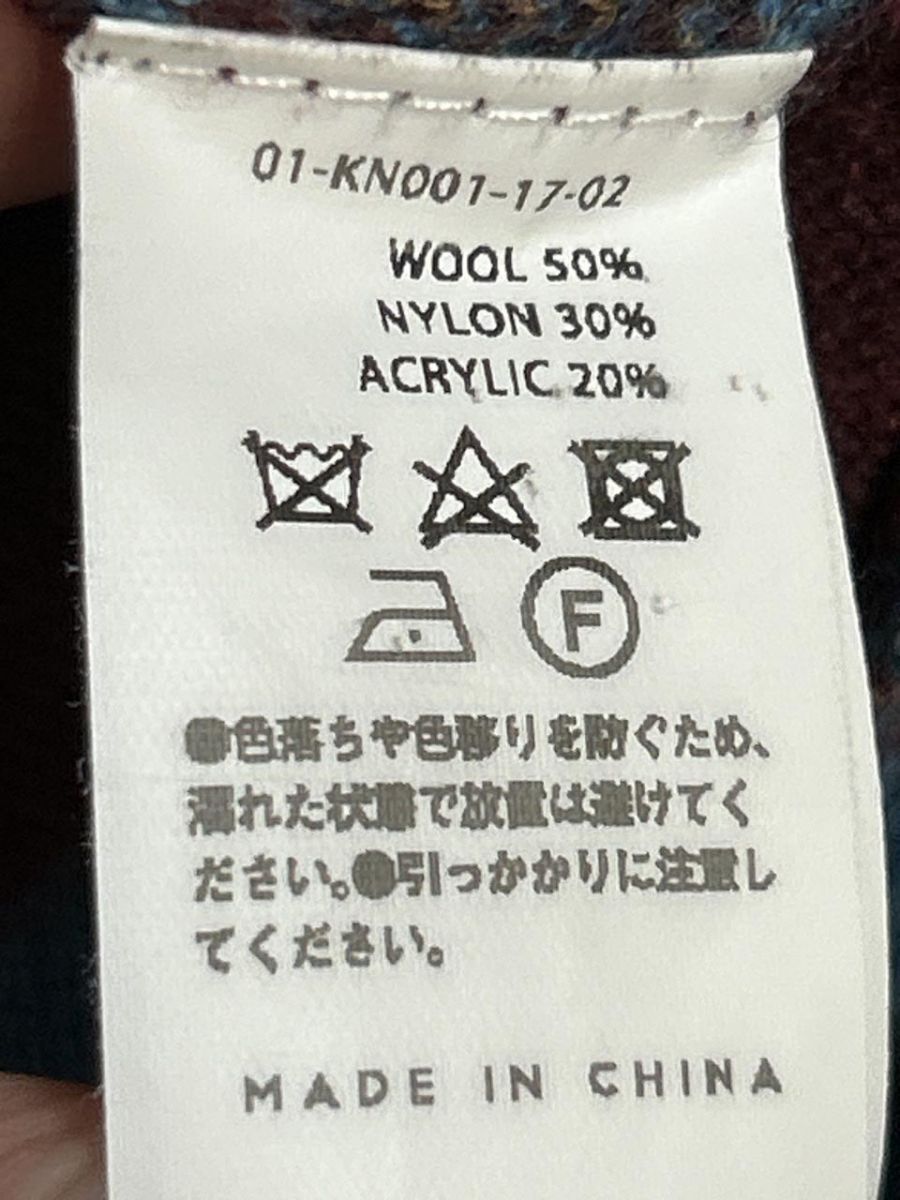 01-KN001-17-02
WOOL 50%
NYLON 30%
ACRYLIC 20%
F
●色落ちや色移りを防ぐため、
濡れた状態で放置は避けてく
ださい。●引っかかりに注意し
てください。
MADE IN CHINA